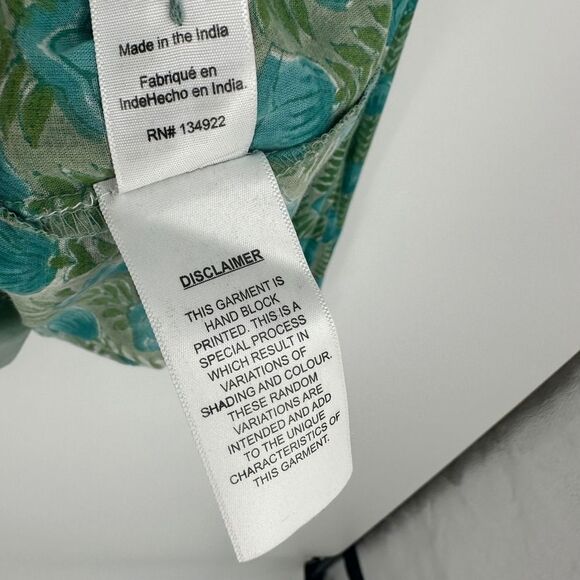 Made in the India
Fabriqué en
IndeHecho en India.
RN# 134922
DISCLAIMER
THIS GARMENT IS
HAND BLOCK
PRINTED. THIS IS A
SPECIAL PROCESS
WHICH RESULT IN
VARIATIONS OF
SHADING AND COLOUR.
THESE RANDOM
VARIATIONS ARE
INTENDED AND ADD
TO THE UNIQUE
CHARACTERISTICS OF
THIS GARMENT.